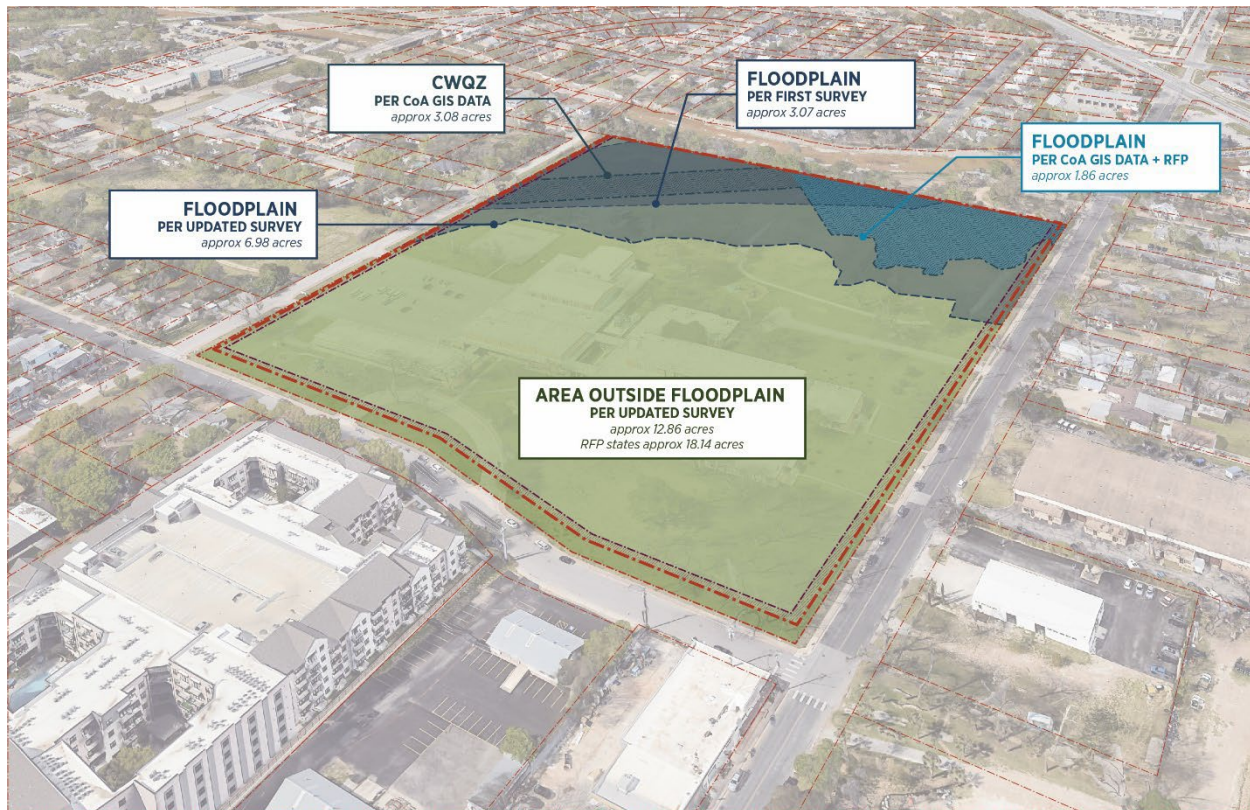 CWQZ
PER CoA GIS DATA
approx 3.08 acres
FLOODPLAIN
PER FIRST SURVEY
approx 3.07 acres
FLOODPLAIN
PER CoA GIS DATA + RFP
approx 1.86 acres
FLOODPLAIN
PER UPDATED SURVEY
approx 6.98 acres
AREA OUTSIDE FLOODPLAIN
PER UPDATED SURVEY
approx 12.86 acres
RFP states approx 18.14 acres